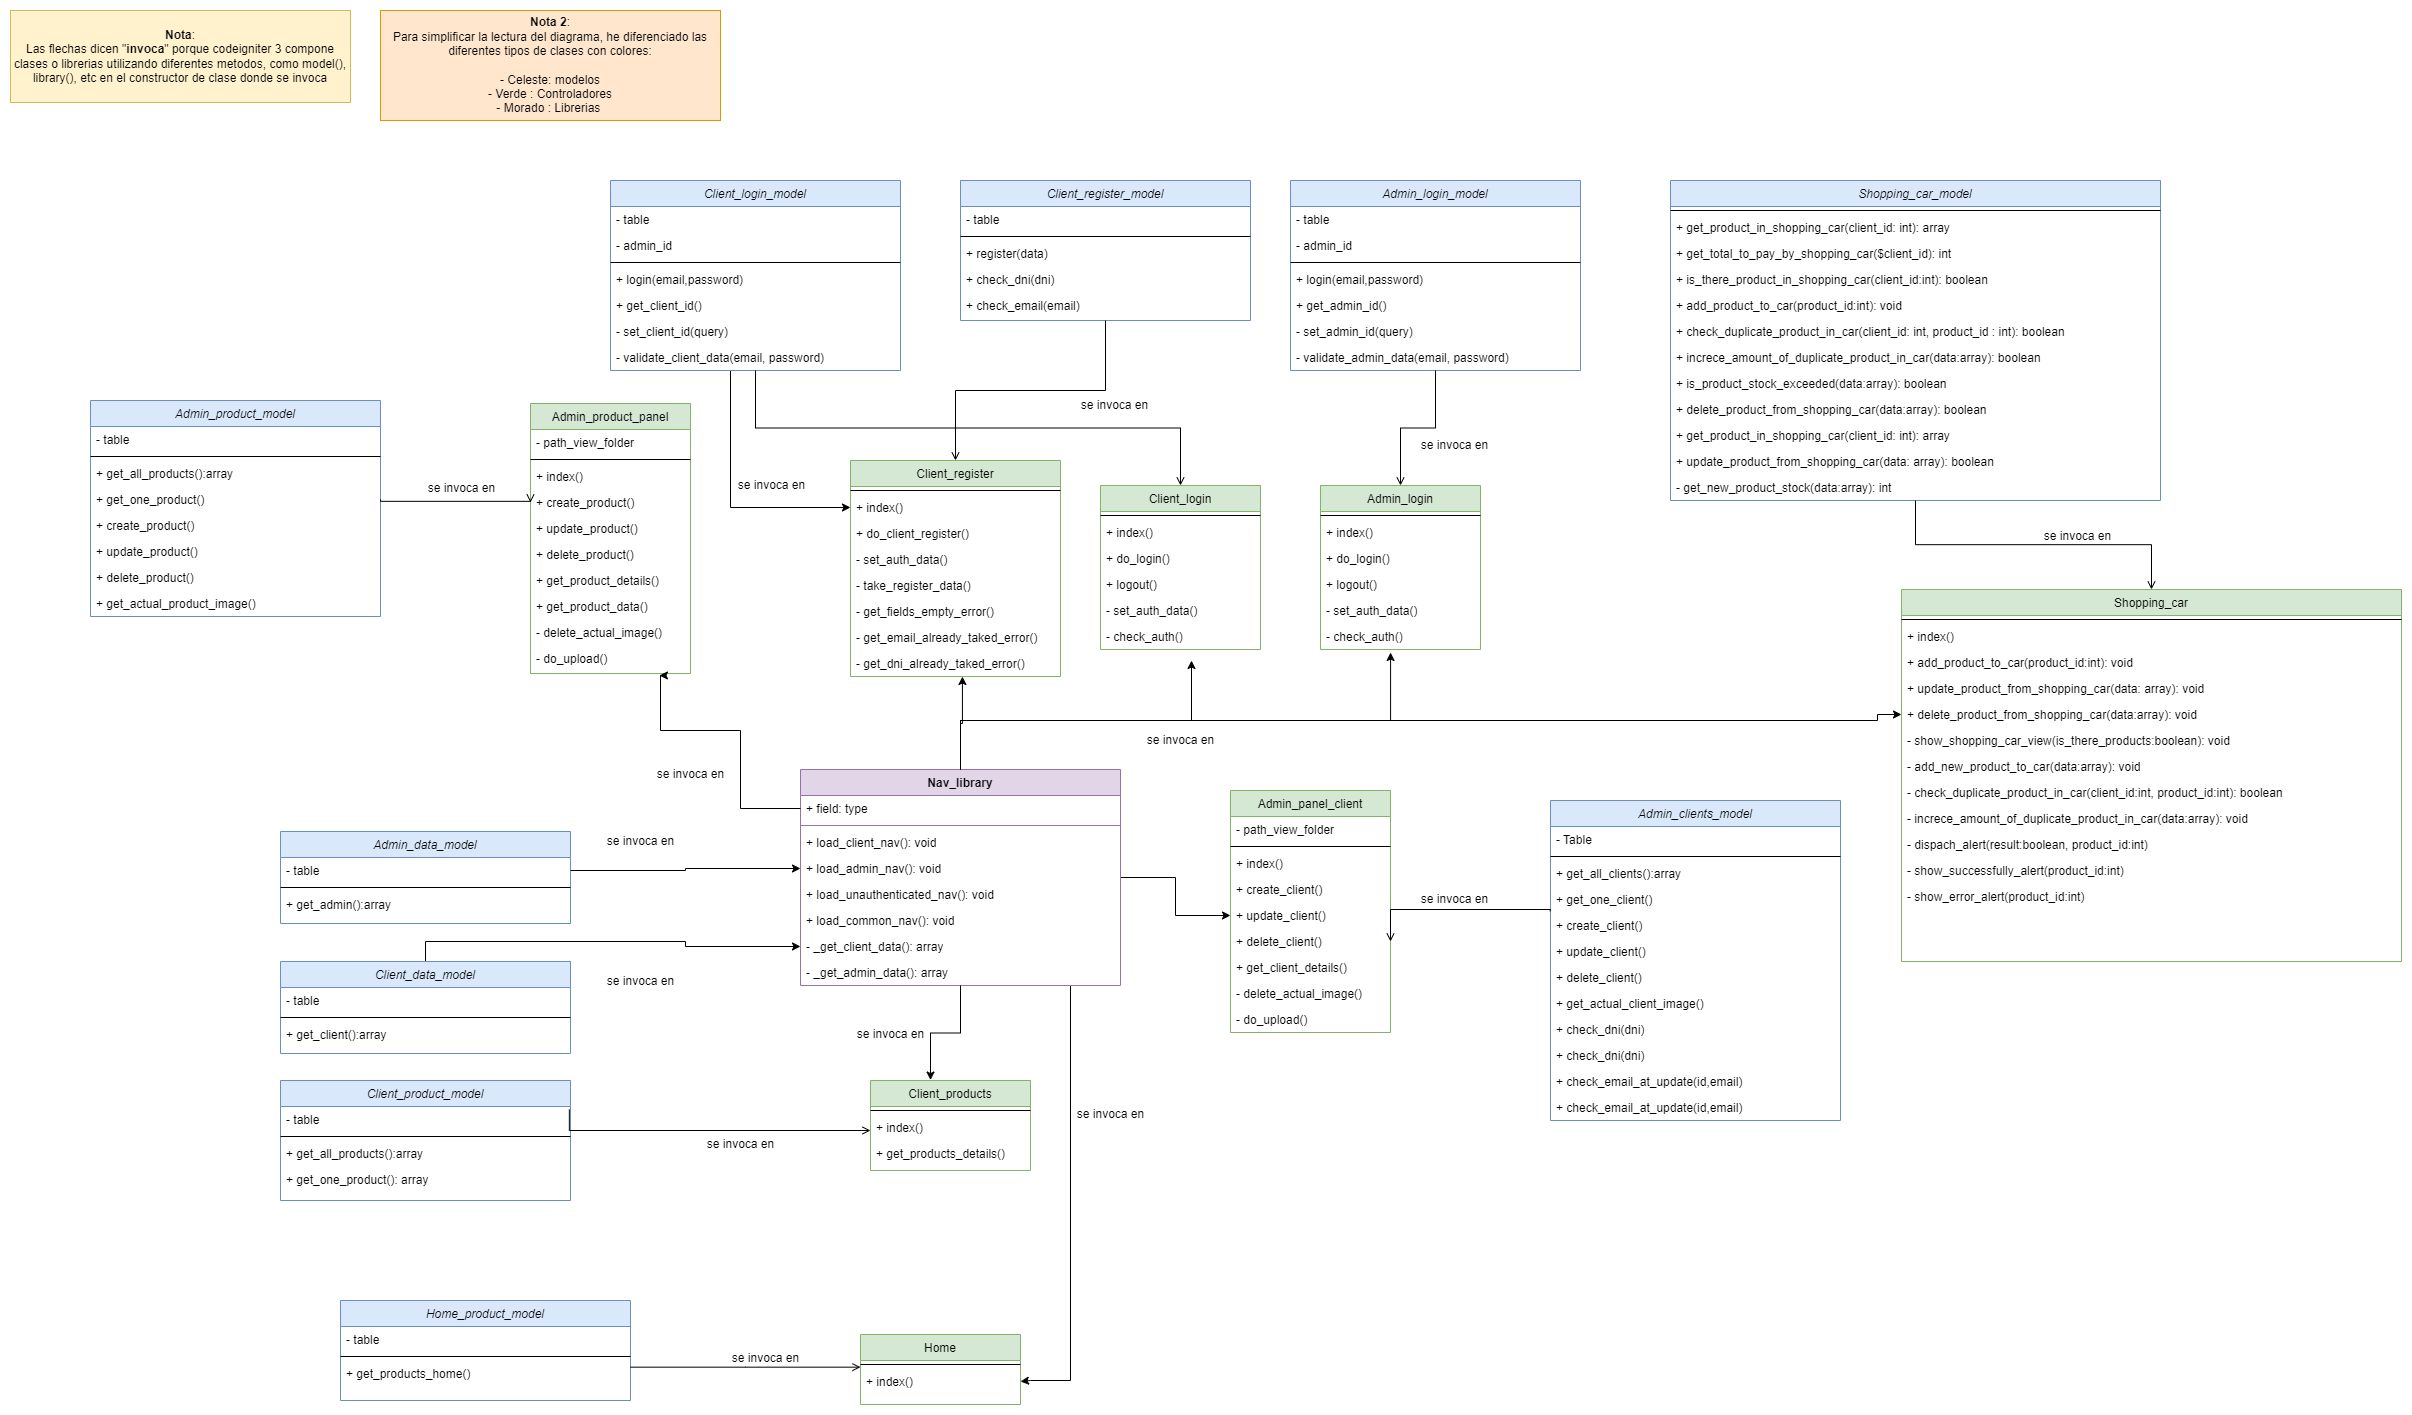 Nota:
Las flechas dicen "invoca" porque codeigniter 3 compone
clases o librerias utilizando diferentes metodos, como model(),
library(), etc en el constructor de clase donde se invoca
Nota 2:
Para simplificar la lectura del diagrama, he diferenciado las
diferentes tipos de clases con colores:
- Celeste: modelos
- Verde : Controladores
- Morado : Librerias
Client_login_model
- table
- admin_id
+ login(email,password)
+ get_client_id()
- set_client_id(query)
- validate_client_data(email, password)
Client_register_model
- table
+ register(data)
+ check_dni(dni)
+ check_email(email)
Admin_login_model
- table
- admin_id
+ login(email,password)
+ get_admin_id()
- set_admin_id(query)
- validate_admin_data(email, password)
Shopping_car_model
+ get_product_in_shopping_car(client_id: int): array
+ get_total_to_pay_by_shopping_car($client_id): int
+ is_there_product_in_shopping_car(client_id:int): boolean
+ add_product_to_car(product_id:int): void
+ check_duplicate_product_in_car(client_id: int, product_id : int): boolean
+ increce_amount_of_duplicate_product_in_car(data:array): boolean
+ is_product_stock_exceeded(data:array): boolean
+ delete_product_from_shopping_car(data:array): boolean
+ get_product_in_shopping_car(client_id: int): array
+ update_product_from_shopping_car(data: array): boolean
- get_new_product_stock(data:array): int
Admin_product_model
- table
+ get_all_products():array
+ get_one_product()
+ create_product()
+ update_product()
+ delete_product()
+ get_actual_product_image()
se invoca en
Admin_product_panel
- path_view_folder
+ index()
+ create_product()
+ update_product()
+ delete_product()
+ get_product_details()
+ get_product_data()
- delete_actual_image()
- do_upload()
se invoca en
se invoca en
Client_register
+ index()
+ do_client_register()
- set_auth_data()
- take_register_data()
- get_fields_empty_error()
- get_email_already_taked_error()
- get_dni_already_taked_error()
Client_login
+ index()
+ do_login()
+ logout()
- set_auth_data()
- check_auth()
se invoca en
Admin_login
+ index()
+ do_login()
+ logout()
- set_auth_data()
- check_auth()
se invoca en
Shopping_car
+ index()
+ add_product_to_car(product_id:int): void
+ update_product_from_shopping_car(data: array): void
+ delete_product_from_shopping_car(data:array): void
- show_shopping_car_view(is_there_products:boolean): void
- add_new_product_to_car(data:array): void
- check_duplicate_product_in_car(client_id:int, product_id:int): boolean
- increce_amount_of_duplicate_product_in_car(data:array): void
- dispach_alert(result:boolean, product_id:int)
- show_successfully_alert(product_id:int)
- show_error_alert(product_id:int)
se invoca en
se invoca en
Nav_library
+ field: type
+ load_client_nav(): void
+ load_admin_nav(): void
+ load_unauthenticated_nav(): void
+ load_common_nav(): void
- _get_client_data(): array
- _get_admin_data(): array
Admin_panel_client
- path_view_folder
+ index()
+ create_client()
+ update_client()
+ delete_client()
+ get_client_details()
- delete_actual_image()
- do_upload()
se invoca en
Admin_clients_model
- Table
+ get_all_clients():array
+ get_one_client()
+ create_client()
+ update_client()
+ delete_client()
+ get_actual_client_image()
+ check_dni(dni)
+ check_dni(dni)
+ check_email_at_update(id,email)
+ check_email_at_update(id,email)
Admin_data_model
- table
+ get_admin():array
se invoca en
Client_data_model
- table
+ get_client():array
se invoca en
se invoca en
Client_product_model
- table
+ get_all_products():array
+ get_one_product(): array
se invoca en
Client_products
+ index()
+ get_products_details()
se invoca en
Home_product_model
- table
+ get_products_home()
se invoca en
Home
+ index()